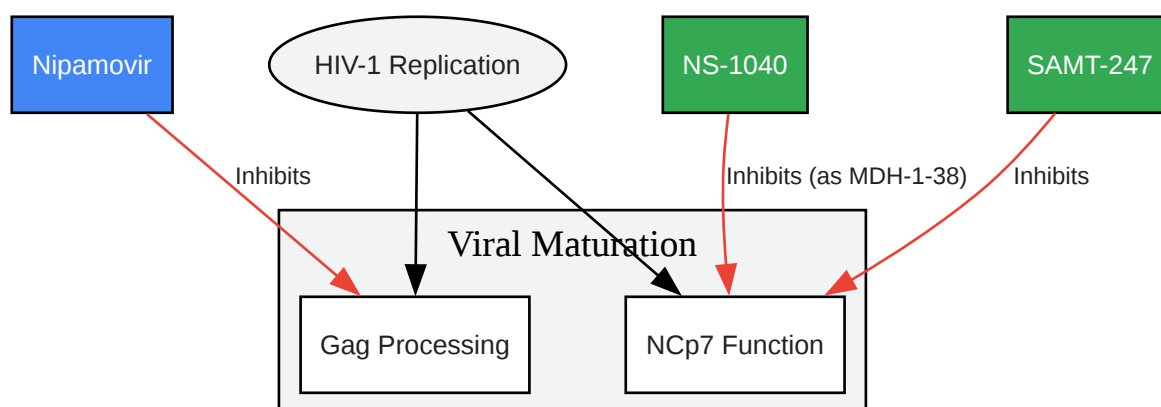 Nipamovir
HIV-1 Replication
NS-1040
SAMT-247
Inhibits
Inhibits (as MDH-1-38)
Inhibits
Viral Maturation
Gag Processing
NCp7 Function